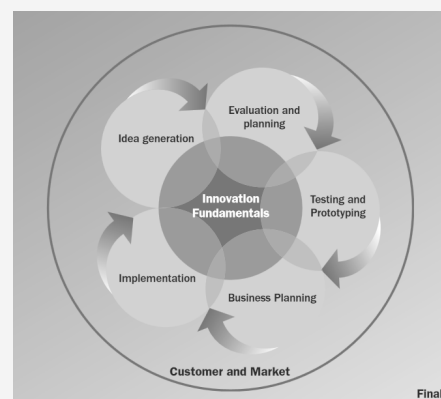 Evaluation and
planning
Idea generation
Innovation
Fundamentals
Testing and
Prototyping
Implementation
Business Planning
Customer and Market
Final